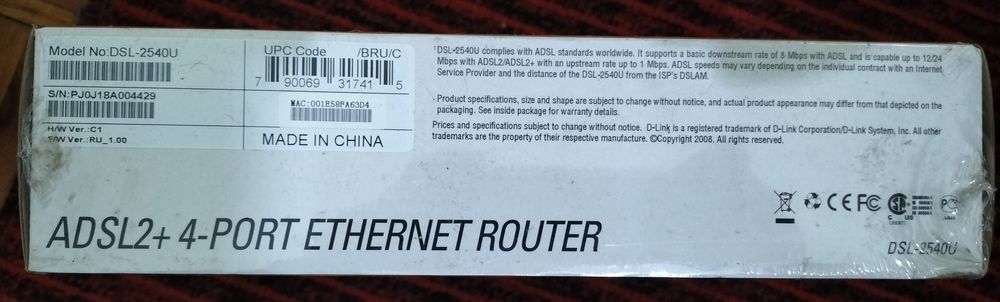 Model No:DSL-2540U
S/N:PJ0J18A004429
H/W Ver.:C1
F/W Ver.:RU_1.00
UPC Code /BRU/C
7 90069 31741 5
MAC:001B58FA63D4
MADE IN CHINA
¹DSL-2540U complies with ADSL standards worldwide. It supports a basic downstream rate of 8 Mbps with ADSL and is capable up to 12/24
Mbps with ADSL2/ADSL2+ with an upstream rate up to 1 Mbps. ADSL speeds may vary depending on the individual contract with an Internet
Service Provider and the distance of the DSL-2540U from the ISP's DSLAM.
· Product specifications, size and shape are subject to change without notice, and actual product appearance may differ from that depicted on the
packaging. See inside package for warranty details.
Prices and specifications subject to change without notice. D-Link is a registered trademark of D-Link Corporation/D-Link System, Inc. All other
trademarks are the property of their respective manufacture. ©Copyright 2008. All rights reserved.
ADSL2+ 4-PORT ETHERNET ROUTER
CE FC
C US
DSL-2540U